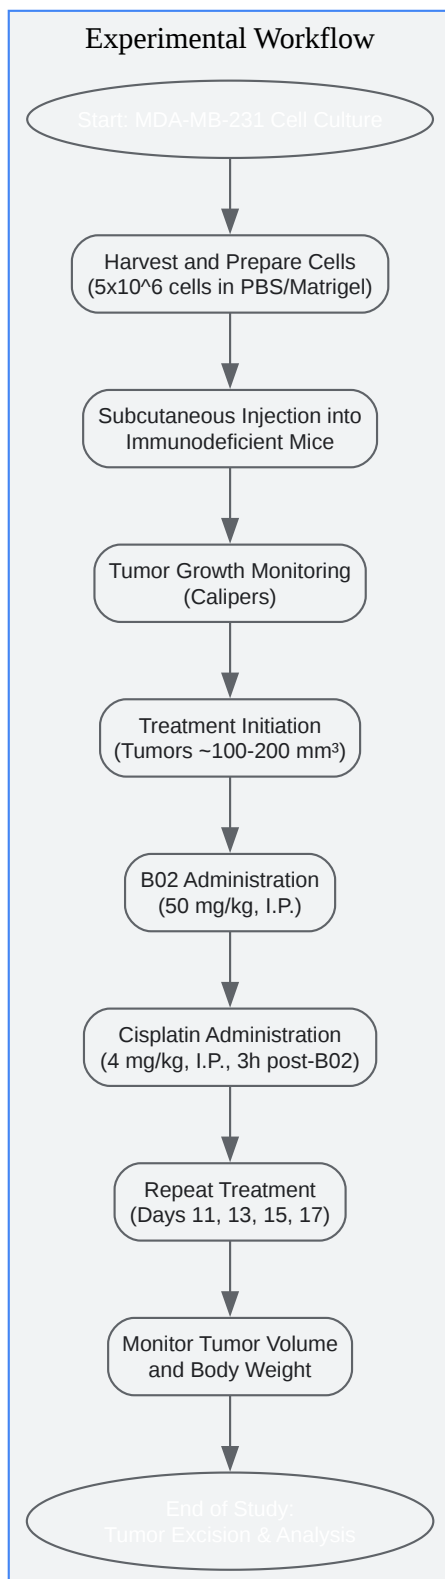 Experimental Workflow
Start: MDA-MB-231 Cell Culture
Harvest and Prepare Cells
(5x10^6 cells in PBS/Matrigel)
Subcutaneous Injection into
Immunodeficient Mice
Tumor Growth Monitoring
(Calipers)
Treatment Initiation
(Tumors ~100-200 mm³)
B02 Administration
(50 mg/kg, I.P.)
Cisplatin Administration
(4 mg/kg, I.P., 3h post-B02)
Repeat Treatment
(Days 11, 13, 15, 17)
Monitor Tumor Volume
and Body Weight
End of Study:
Tumor Excision & Analysis